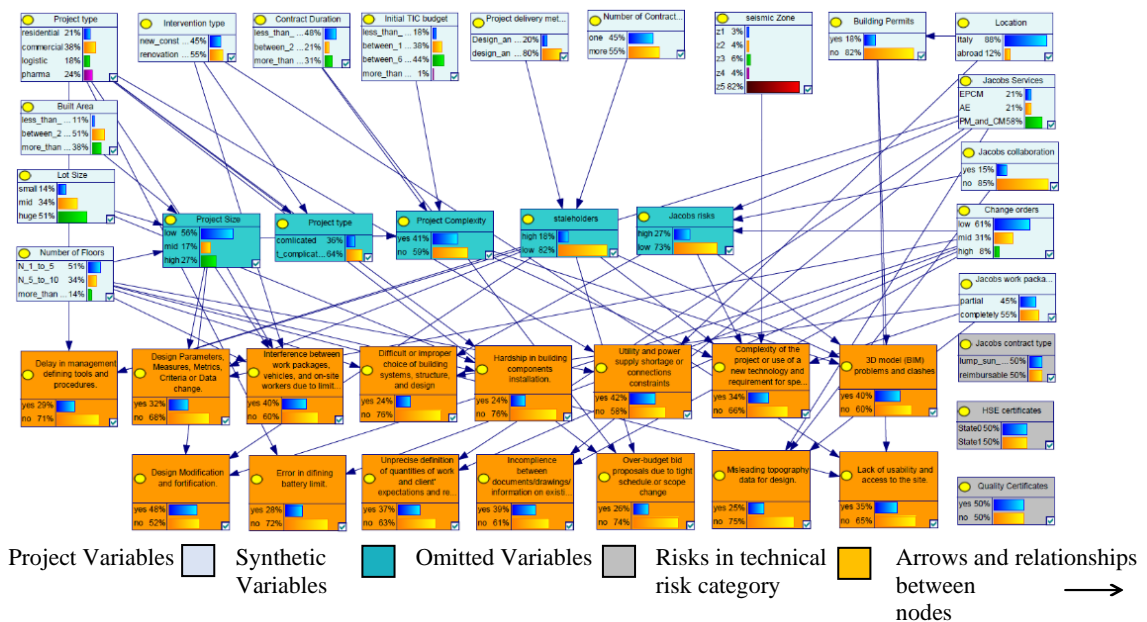 Project type
residential 21%
commercial 38%
logistic 18%
pharma 24%
Intervention type
new_const... 45%
renovation... 55%
Contract Duration
less_than_... 48%
between_2... 21%
more_than... 31%
Initial TIC budget
less_than_... 18%
between_1... 38%
between_6... 44%
more_than... 1%
Project delivery met...
Design_an... 20%
design_an... 80%
Number of Contract...
one 45%
more 55%
seismic Zone
z1 3%
z2 4%
z3 6%
z4 4%
z5 82%
Building Permits
yes 18%
no 82%
Location
Italy 88%
abroad 12%
Built Area
less_than_... 11%
between_2... 51%
more_than... 38%
Jacobs Services
EPCM 21%
AE 21%
PM_and_CM 58%
Lot Size
small 14%
mid 34%
huge 51%
Jacobs collaboration
yes 15%
no 85%
Project Size
low 56%
mid 17%
high 27%
Project type
complicated 36%
t_complicat... 64%
Project Complexity
yes 41%
no 59%
staleholders
high 18%
low 82%
Jacobs risks
high 27%
low 73%
Change orders
low 61%
mid 31%
high 8%
Number of Floors
N_1_to_5 51%
N_5_to_10 34%
more_than... 14%
Jacobs work packa...
partial 45%
completely 55%
Delay in management
defining tools and
procedures.
yes 29%
no 71%
Design Parameters,
Measures, Metrics,
Criteria or Data
change.
yes 32%
no 68%
Interference between
work packages,
vehicles, and on-site
workers due to limit...
yes 40%
no 60%
Difficult or improper
choice of building
systems, structure,
and design
yes 24%
no 76%
Hardship in building
components
installation.
yes 24%
no 76%
Utility and power
supply shortage or
connections
constraints
yes 42%
no 58%
Complexity of the
project or use of a
new technology and
requirement for spe...
yes 34%
no 66%
3D model (BIM)
problems and clashes
yes 40%
no 60%
Jacobs contract type
lump_sum_... 50%
reimbursable 50%
HSE certificates
State0 50%
State1 50%
Design Modification
and fortification.
yes 48%
no 52%
Error in difining
battery limit.
yes 28%
no 72%
Unprecise definition
of quantities of work
and client'
expectations and re...
yes 37%
no 63%
Incomplience
between
documents/drawings/
information on existi...
yes 39%
no 61%
Over-budget bid
proposals due to tight
schedule or scope
change
yes 26%
no 74%
Misleading topography
data for design.
yes 25%
no 75%
Lack of usability and
access to the site.
yes 35%
no 65%
Quality Certificates
yes 50%
no 50%
Project Variables
Synthetic
Variables
Omitted Variables
Risks in technical
risk category
Arrows and relationships
between
nodes